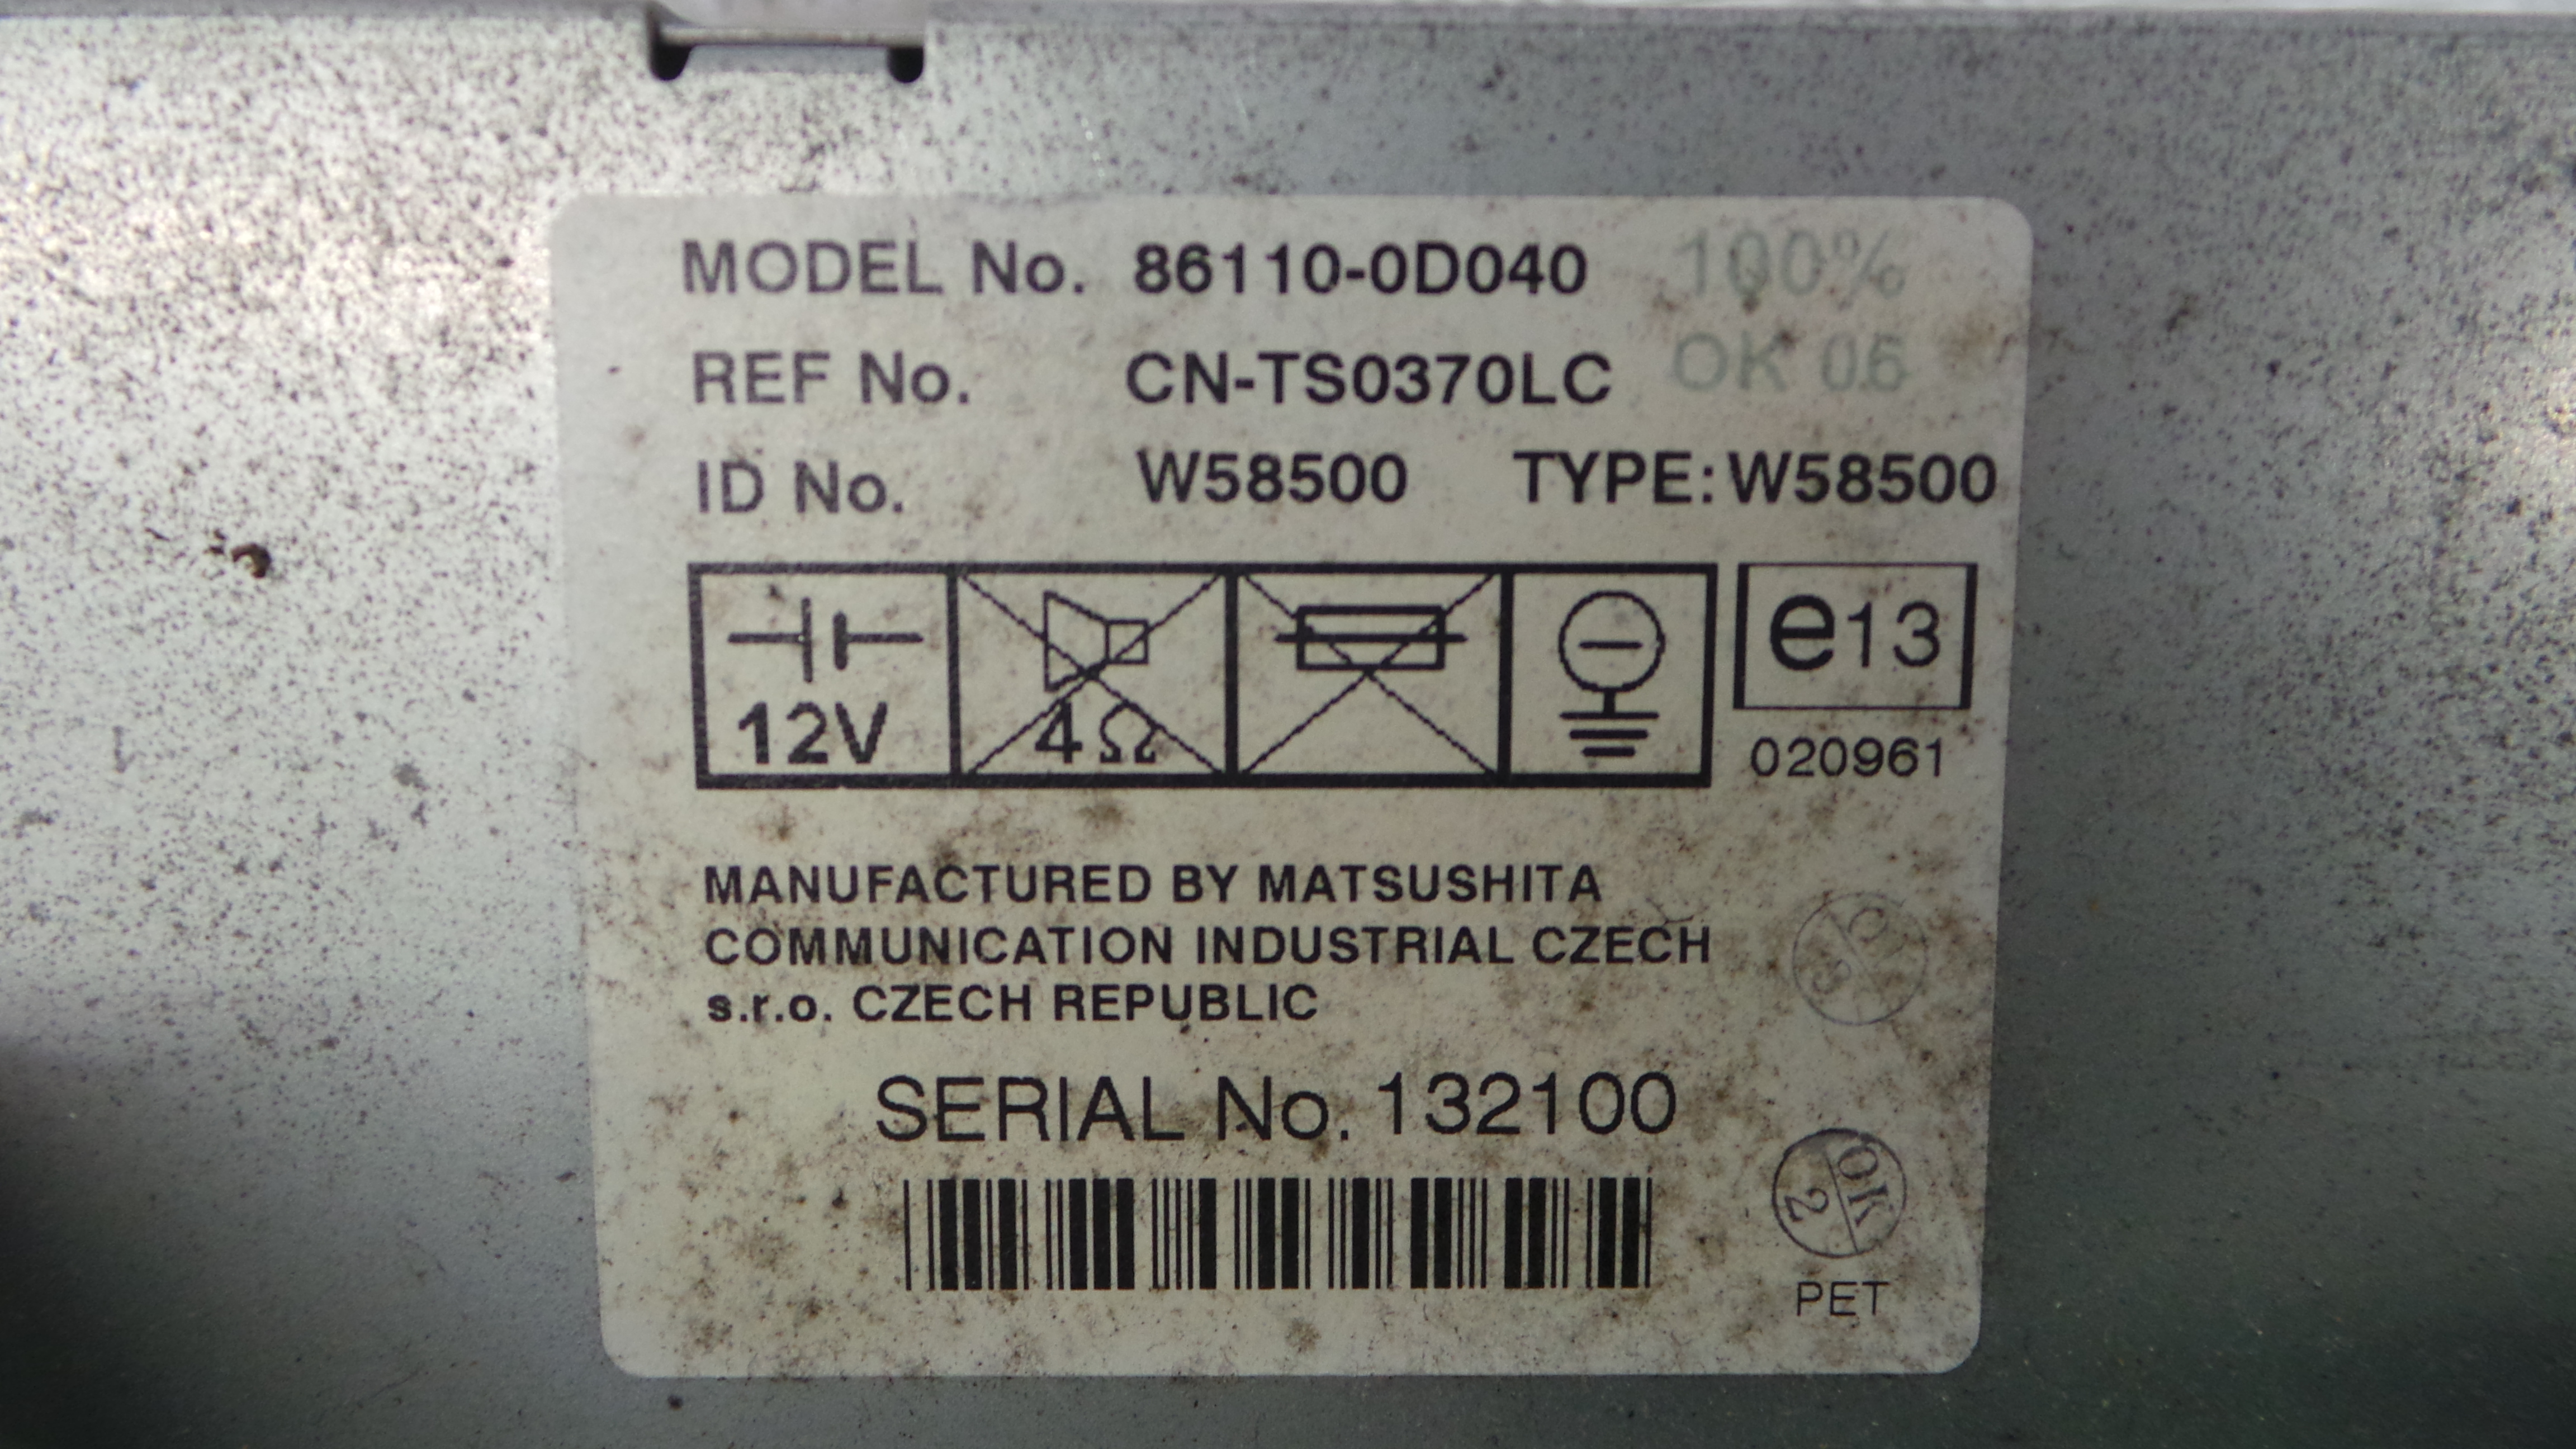 MODEL No. 86110-0D040 100%
REF No. CN-TS0370LC OK 06
ID No. W58500 TYPE: W58500
12V 4Ω e13
020961
MANUFACTURED BY MATSUSHITA
COMMUNICATION INDUSTRIAL CZECH
s.r.o. CZECH REPUBLIC
SERIAL No. 132100
OK
2
PET